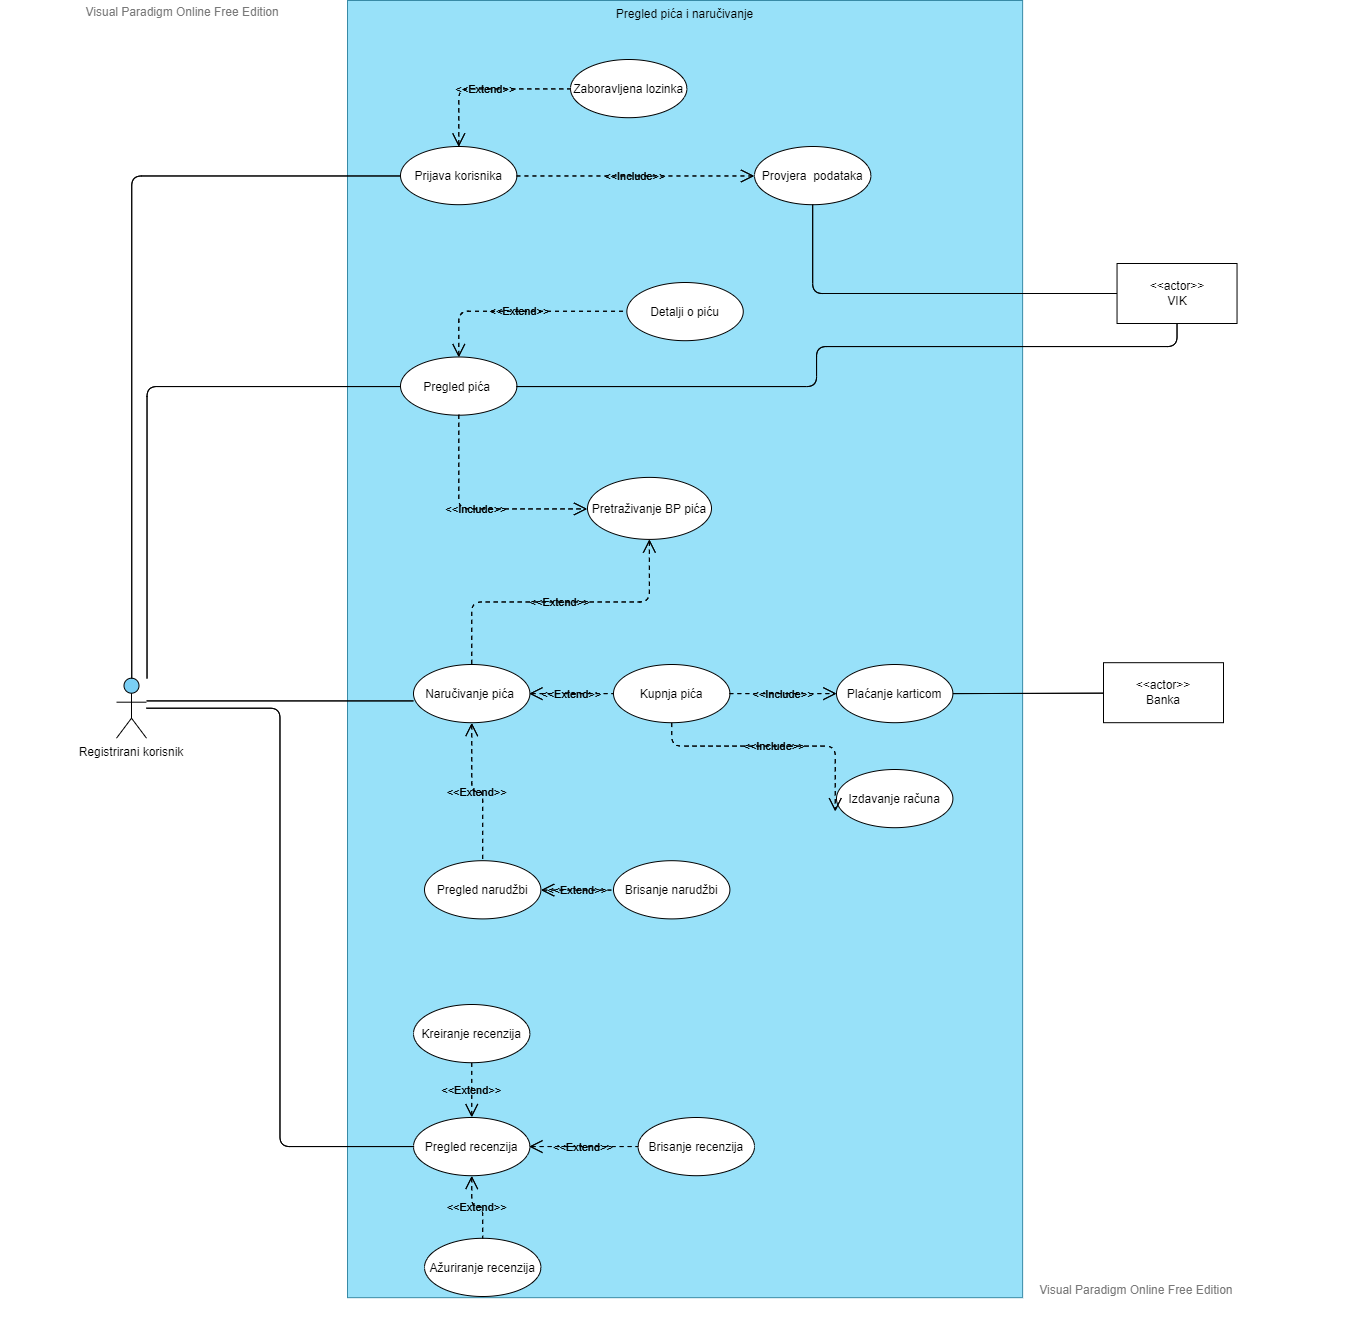 Visual Paradigm Online Free Edition
Pregled pića i naručivanje
<<Extend>>
Zaboravljena lozinka
Prijava korisnika
<<Include>>
Provjera  podataka
<<actor>>
VIK
<<Extend>>
Detalji o piću
Pregled pića
<<Include>>
Pretraživanje BP pića
<<Extend>>
Naručivanje pića
<<Extend>>
Kupnja pića
<<Include>>
Plaćanje karticom
<<actor>>
Banka
Registrirani korisnik
<<Include>>
Izdavanje računa
<<Extend>>
Pregled narudžbi
<<Extend>>
Brisanje narudžbi
Kreiranje recenzija
<<Extend>>
Pregled recenzija
<<Extend>>
Brisanje recenzija
<<Extend>>
Ažuriranje recenzija
Visual Paradigm Online Free Edition